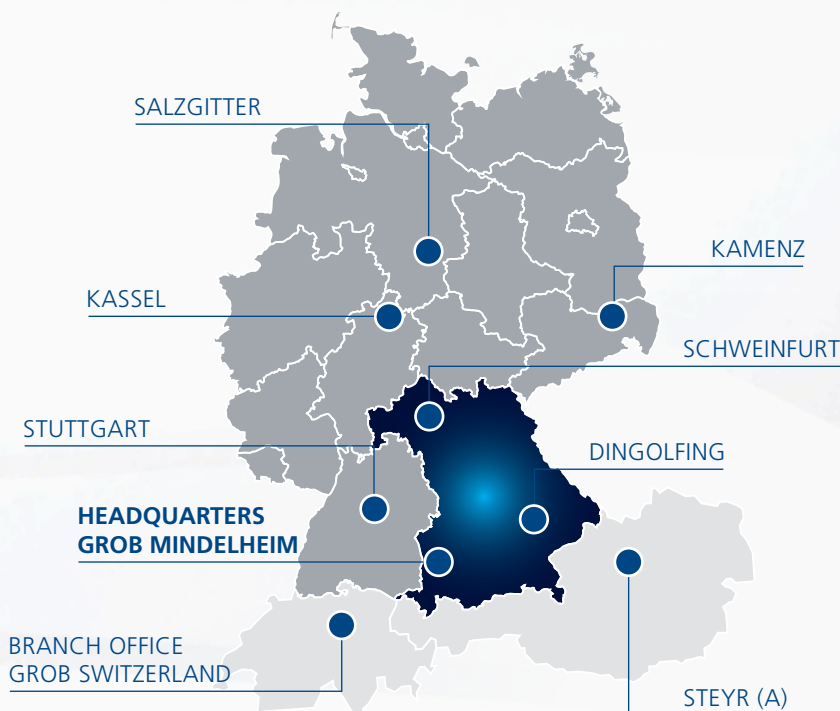 SALZGITTER
KAMENZ
KASSEL
SCHWEINFURT
STUTTGART
DINGOLFING
HEADQUARTERS
GROB MINDELHEIM
BRANCH OFFICE
GROB SWITZERLAND
STEYR (A)